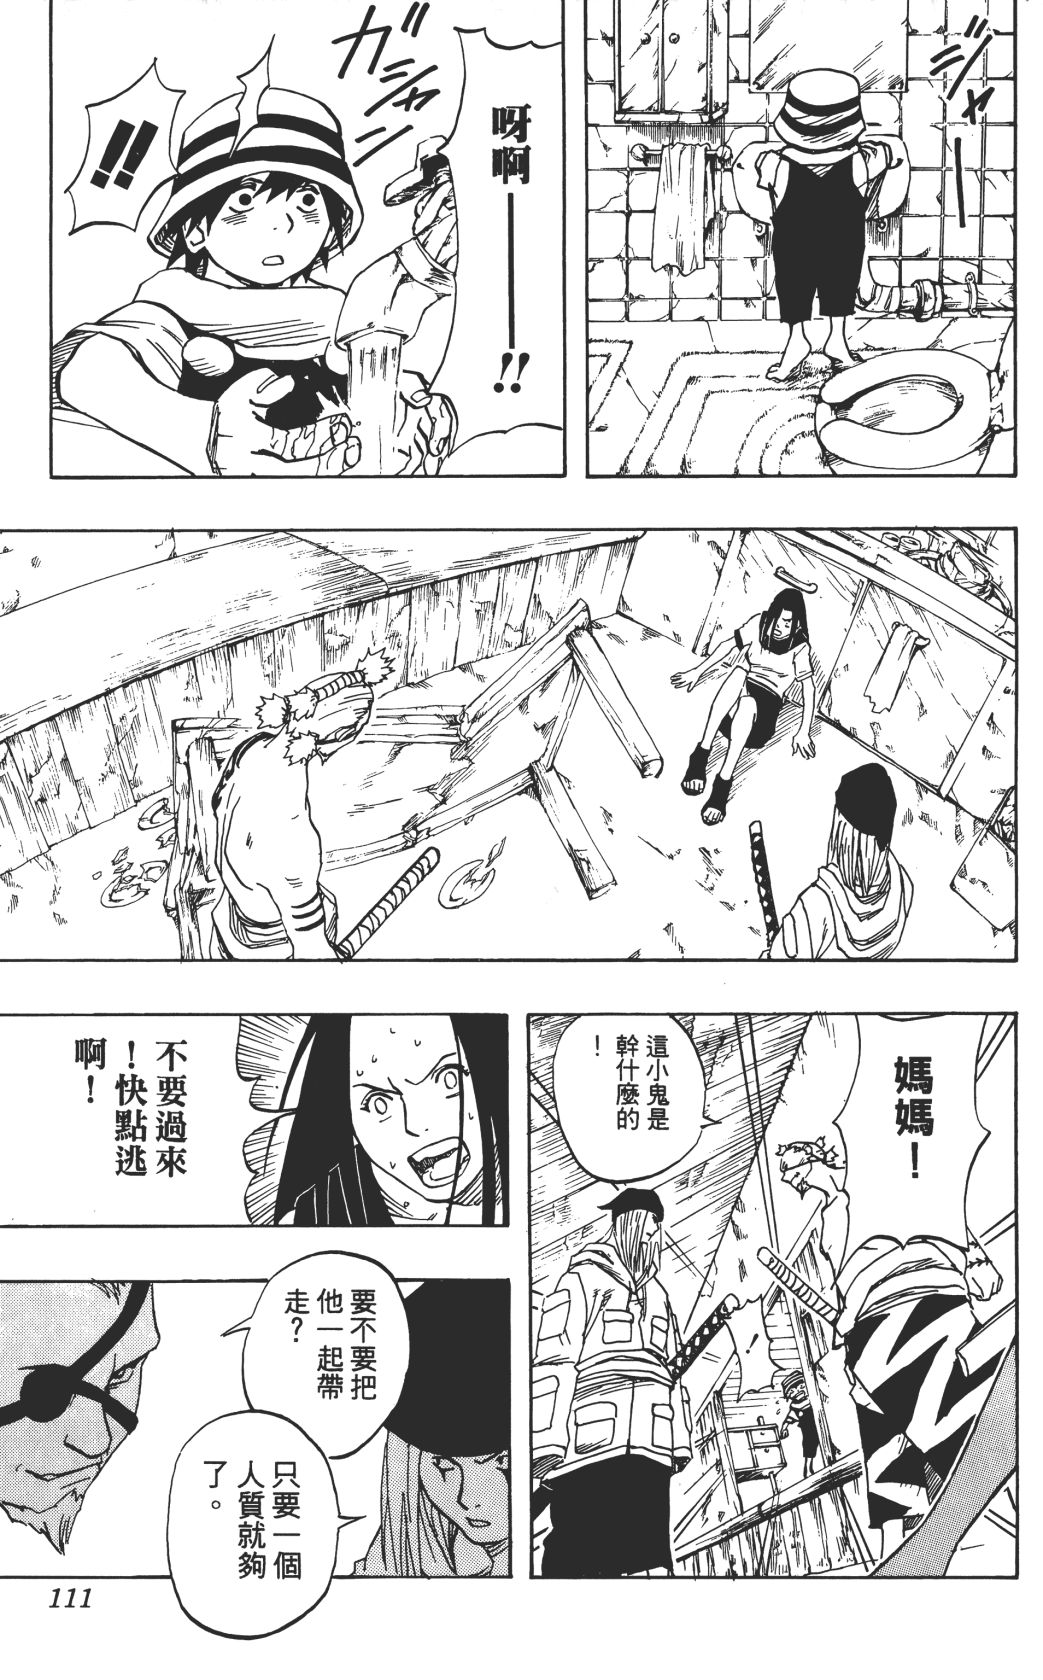 ジャー
ガシャン
呀啊——!!
!!
媽媽！
這小鬼是
幹什麼的
！
!
不要過來
！快點逃
啊！
要不要把
他一起帶
走？
只要一個
人質就夠
了。
111